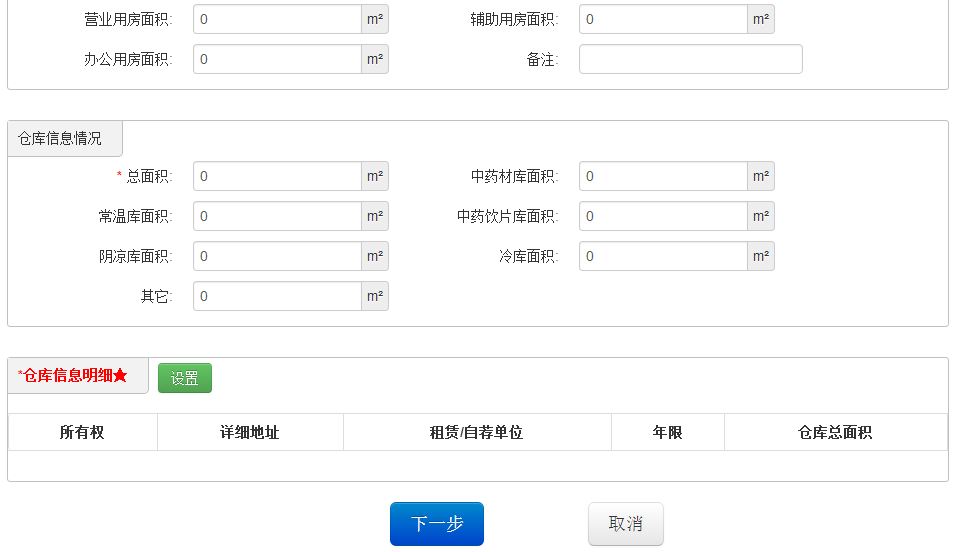 营业用房面积: 0 m² 辅助用房面积: 0 m²
办公用房面积: 0 m² 备注:
仓库信息情况
* 总面积: 0 m² 中药材库面积: 0 m²
常温库面积: 0 m² 中药饮片库面积: 0 m²
阴凉库面积: 0 m² 冷库面积: 0 m²
其它: 0 m²
*仓库信息明细★ 设置
所有权 详细地址 租赁/自荐单位 年限 仓库总面积
下一步 取消